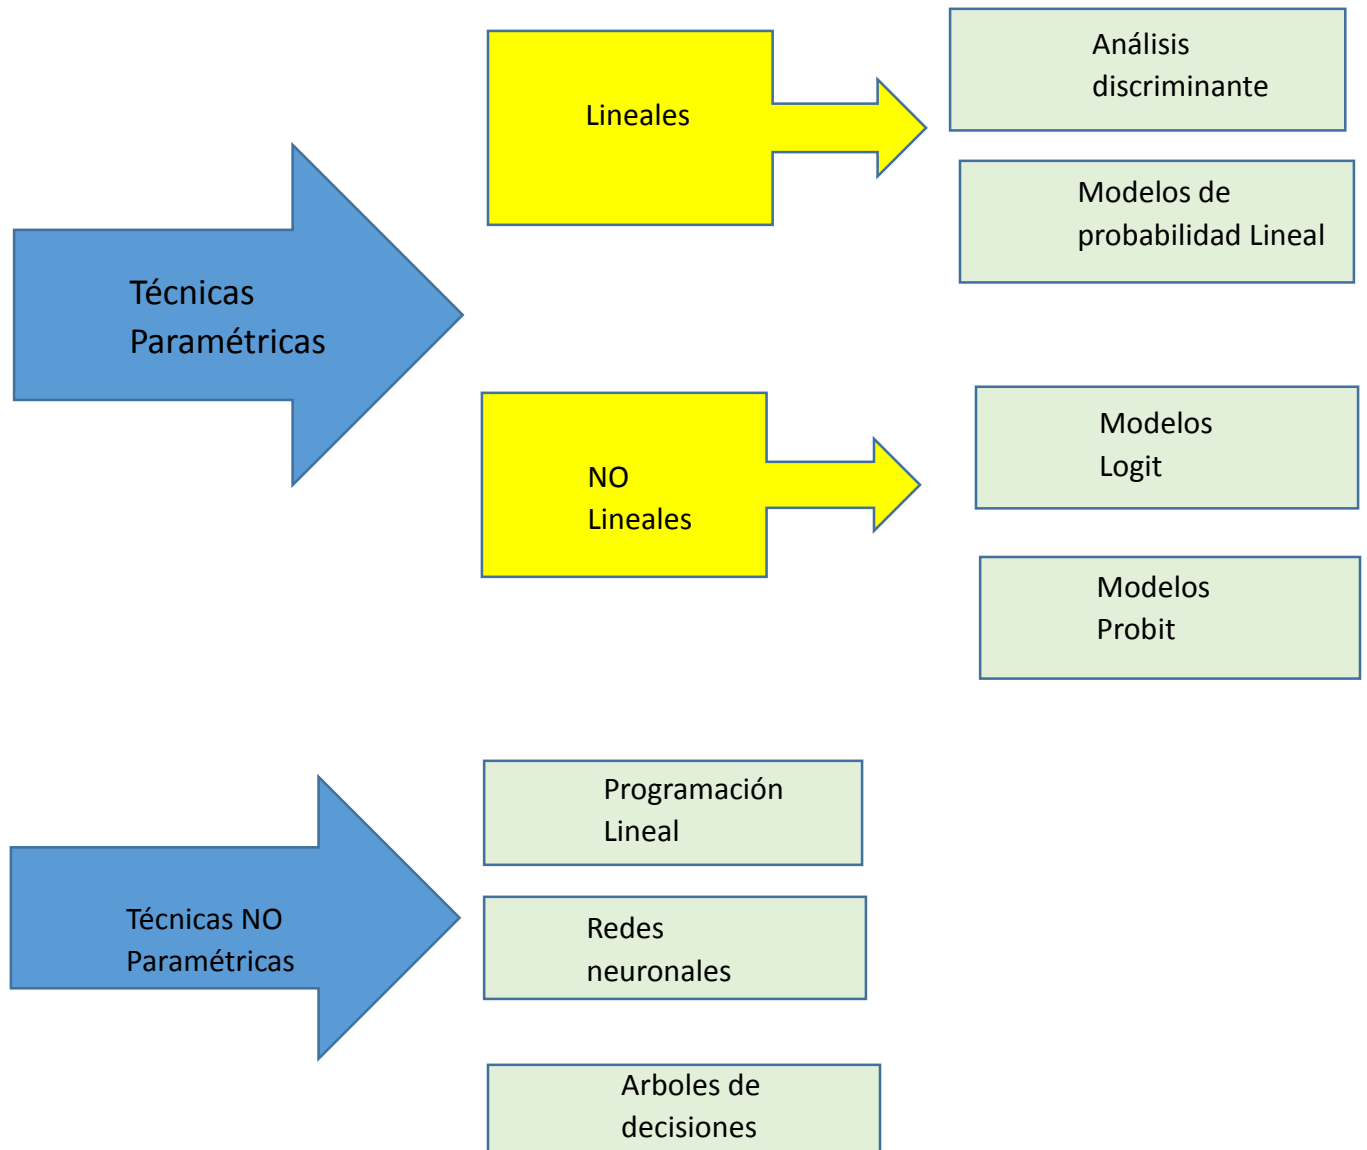 Técnicas
Paramétricas
Lineales
Análisis
discriminante
Modelos de
probabilidad Lineal
NO
Lineales
Modelos
Logit
Modelos
Probit
Técnicas NO
Paramétricas
Programación
Lineal
Redes
neuronales
Arboles de
decisiones